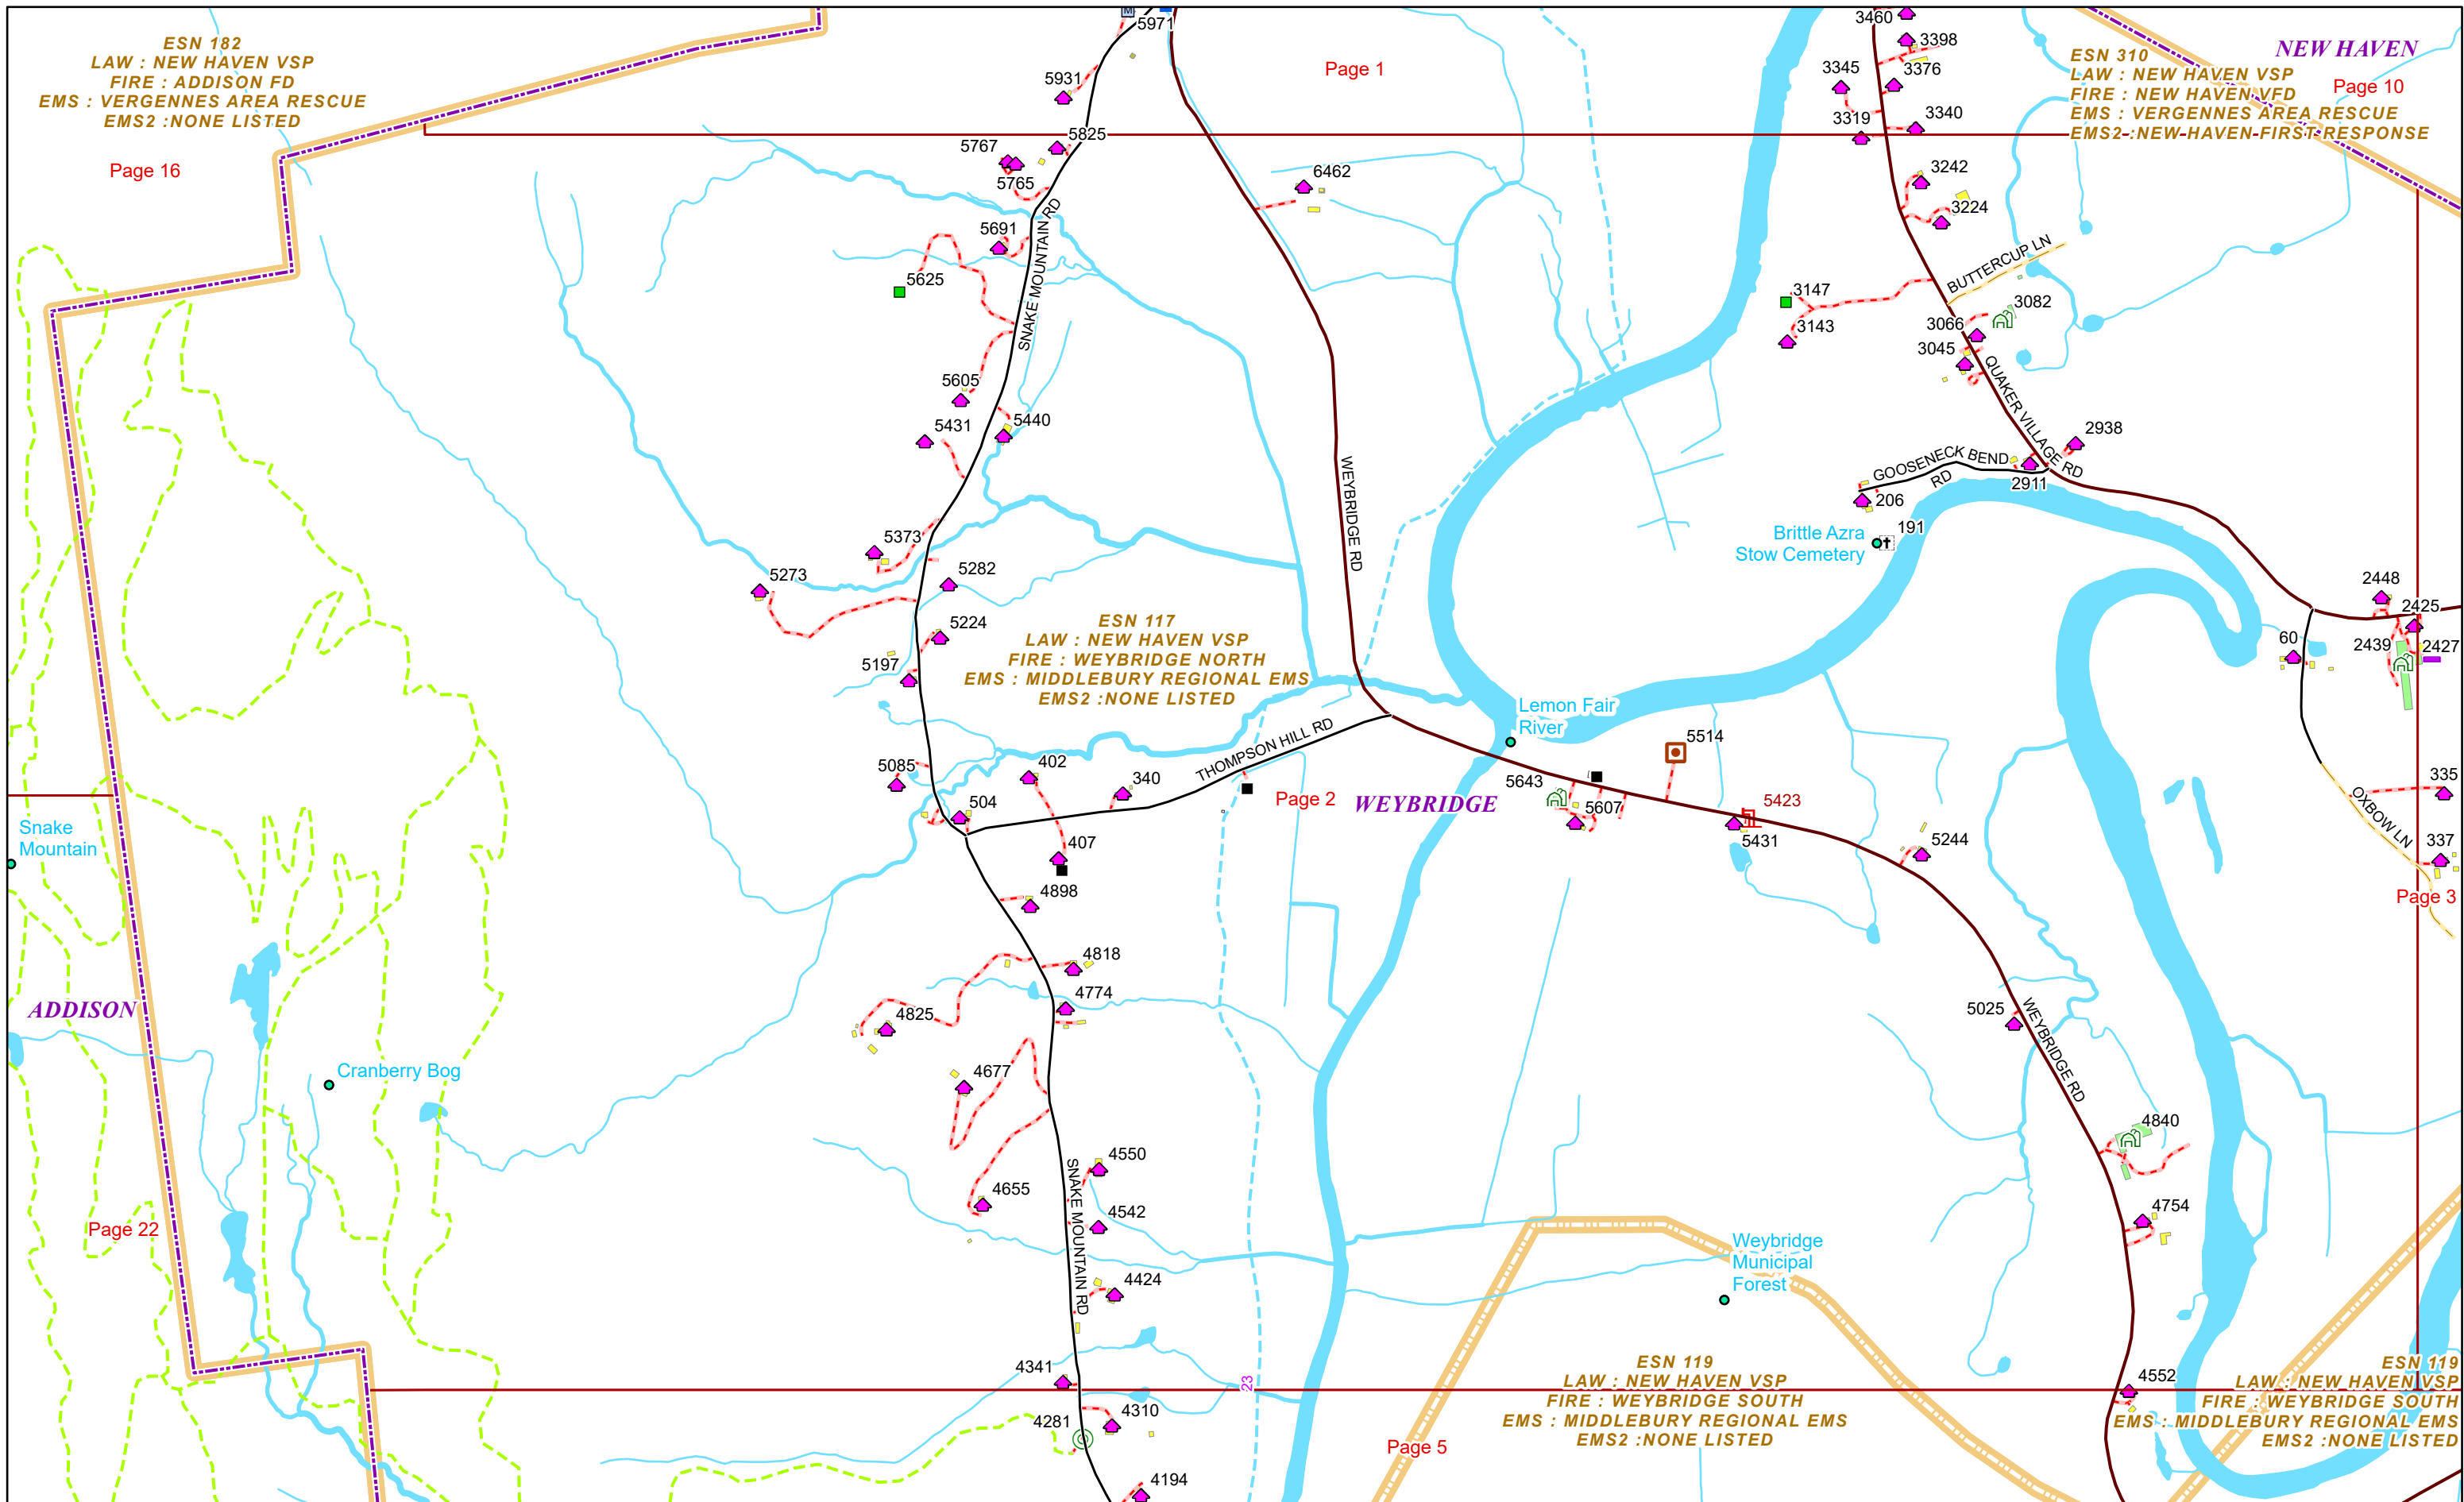 5971
3460
ESN 182
LAW : NEW HAVEN VSP
FIRE : ADDISON FD
EMS : VERGENNES AREA RESCUE
EMS2 :NONE LISTED
Page 16
5931
Page 1
3398
3345
3376
3319
3340
NEW HAVEN
Page 10
ESN 310
LAW : NEW HAVEN VSP
FIRE : NEW HAVEN VFD
EMS : VERGENNES AREA RESCUE
EMS2 :NEW HAVEN FIRST RESPONSE
5825
5767
5765
6462
3242
3224
5691
SNAKE MOUNTAIN RD
5625
BUTTERCUP LN
3147
3082
3143
3066
3045
QUAKER VILLAGE RD
5605
5440
5431
2938
WEYBRIDGE RD
GOOSENECK BEND
RD
2911
206
191
Brittle Azra
Stow Cemetery
5373
5282
5273
5224
5197
ESN 117
LAW : NEW HAVEN VSP
FIRE : WEYBRIDGE NORTH
EMS : MIDDLEBURY REGIONAL EMS
EMS2 :NONE LISTED
2448
2425
60
2439
2427
Lemon Fair
River
THOMPSON HILL RD
5514
5085
402
340
504
5643
5607
5423
5431
335
Page 2
WEYBRIDGE
OXBOW LN
Snake
Mountain
407
5244
337
4898
Page 3
4818
4774
ADDISON
4825
5025
WEYBRIDGE RD
Cranberry Bog
4677
4840
4550
SNAKE MOUNTAIN RD
4655
4542
4754
Page 22
Weybridge
Municipal
Forest
4424
4341
23
ESN 119
LAW : NEW HAVEN VSP
FIRE : WEYBRIDGE SOUTH
EMS : MIDDLEBURY REGIONAL EMS
EMS2 :NONE LISTED
4552
ESN 119
LAW : NEW HAVEN VSP
FIRE : WEYBRIDGE SOUTH
EMS : MIDDLEBURY REGIONAL EMS
EMS2 :NONE LISTED
4281
4310
Page 5
4194